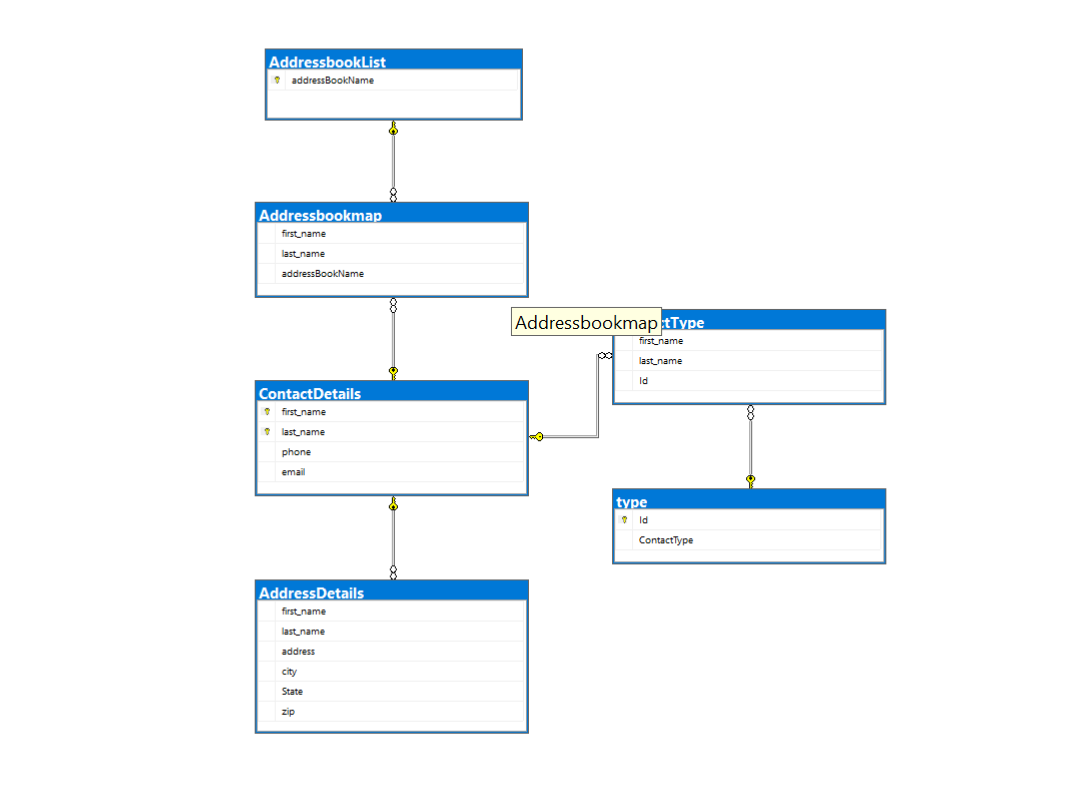 AddressbookList
addressBookName
Addressbookmap
first_name
last_name
addressBookName
Addressbookmap
ctType
first_name
last_name
Id
ContactDetails
first_name
last_name
phone
email
type
Id
ContactType
AddressDetails
first_name
last_name
address
city
State
zip